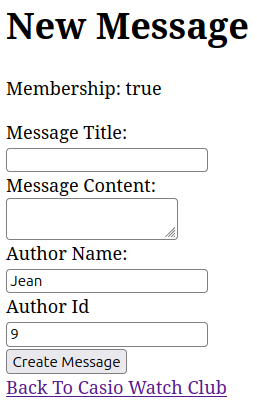 New Message
Membership: true
Message Title:
Message Content:
Author Name:
Jean
Author Id
9
Create Message
Back To Casio Watch Club